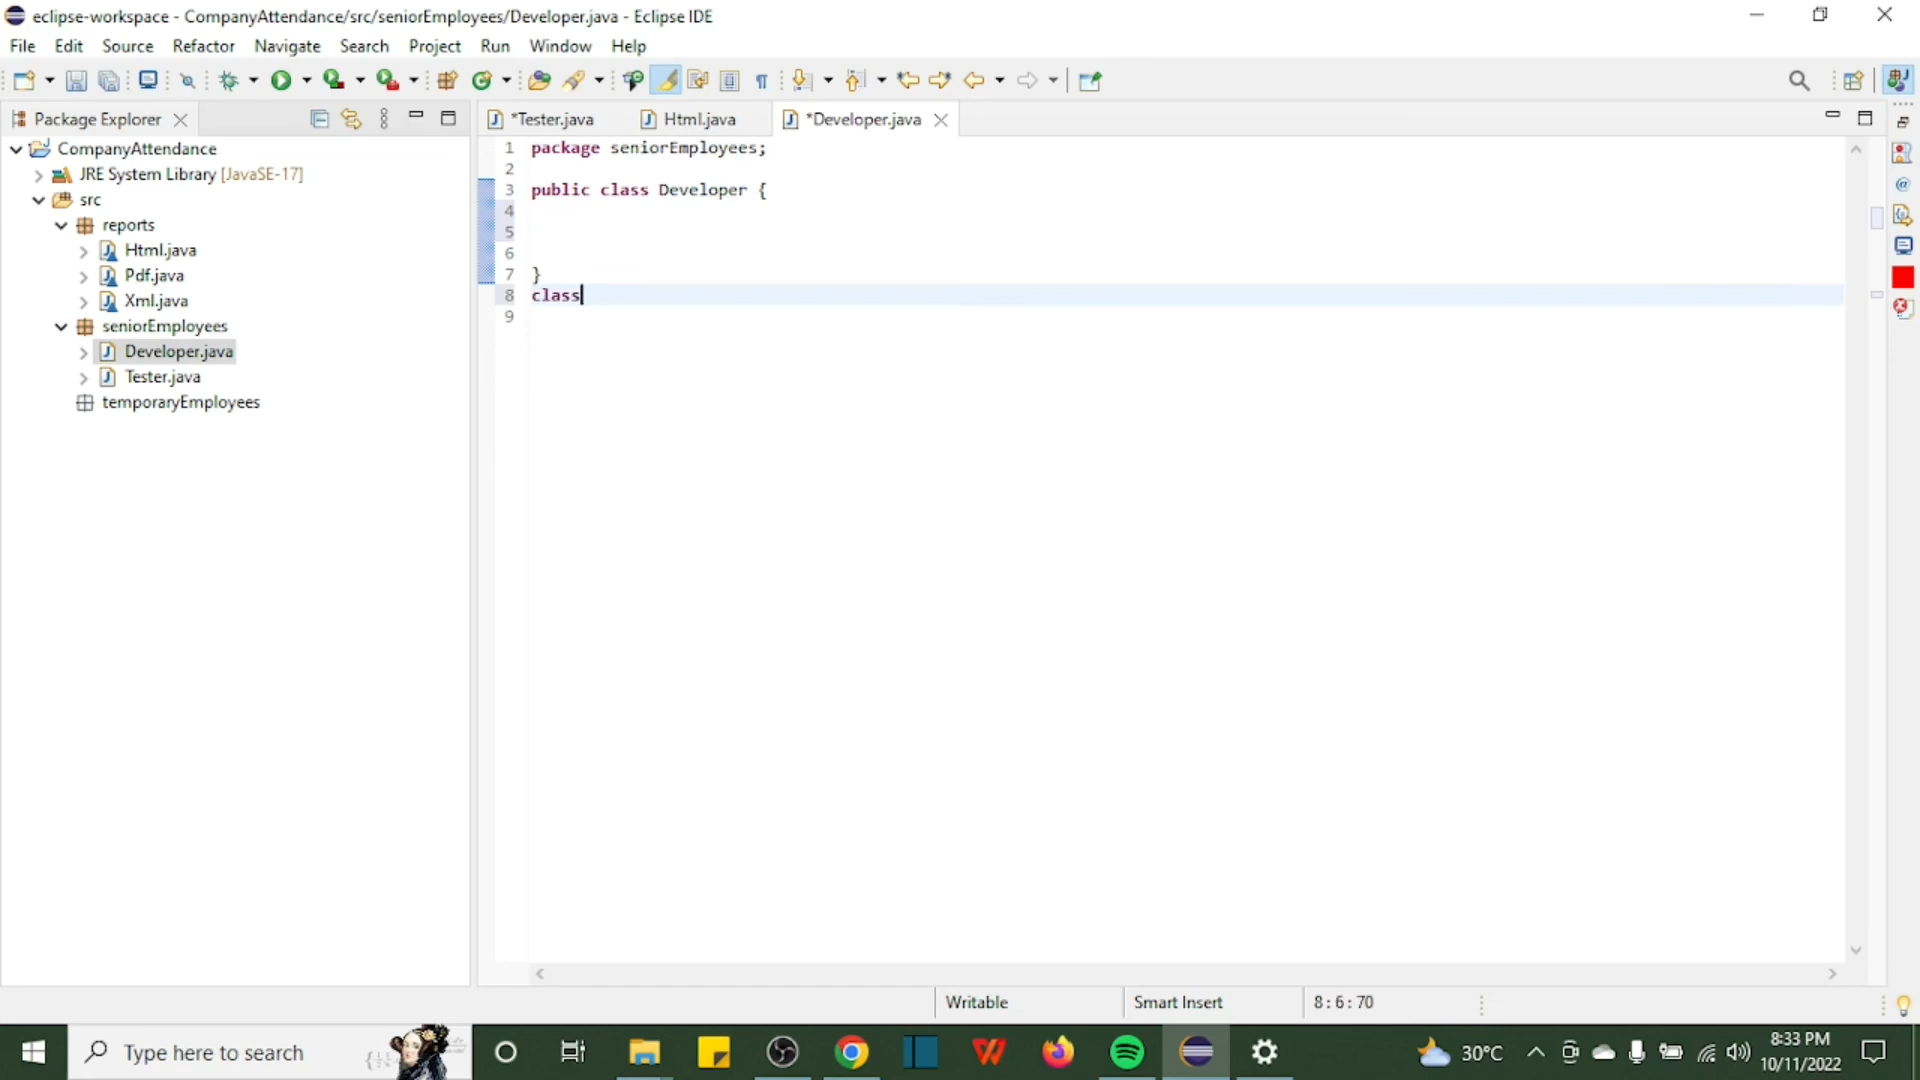 eclipse-workspace - CompanyAttendance/src/seniorEmployees/Developer.java - Eclipse IDE
File Edit Source Refactor Navigate Search Project Run Window Help
Package Explorer
*Tester.java Html.java *Developer.java
CompanyAttendance
JRE System Library [JavaSE-17]
src
reports
Html.java
Pdf.java
Xml.java
seniorEmployees
Developer.java
Tester.java
temporaryEmployees
1 package seniorEmployees;
2
3 public class Developer {
4
5
6
7 }
8 class
9
Writable Smart Insert 8 : 6 : 70
Type here to search
30°C
8:33 PM
10/11/2022